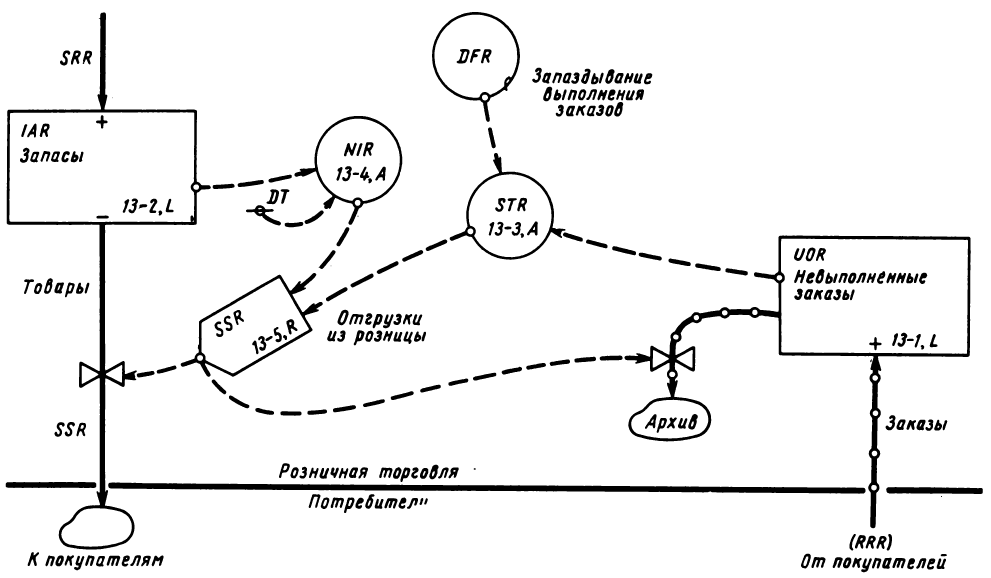 SRR
IAR
Запасы
+
13-2, L
−
NIR
13-4, A
DT
DFR
Запаздывание
выполнения
заказов
STR
13-3, A
UOR
Невыполненные
заказы
13-1, L
+
Товары
SSR
13-5, R
Отгрузки
из розницы
SSR
Архив
Заказы
Розничная торговля
Потребители
К покупателям
(RRR)
От покупателей